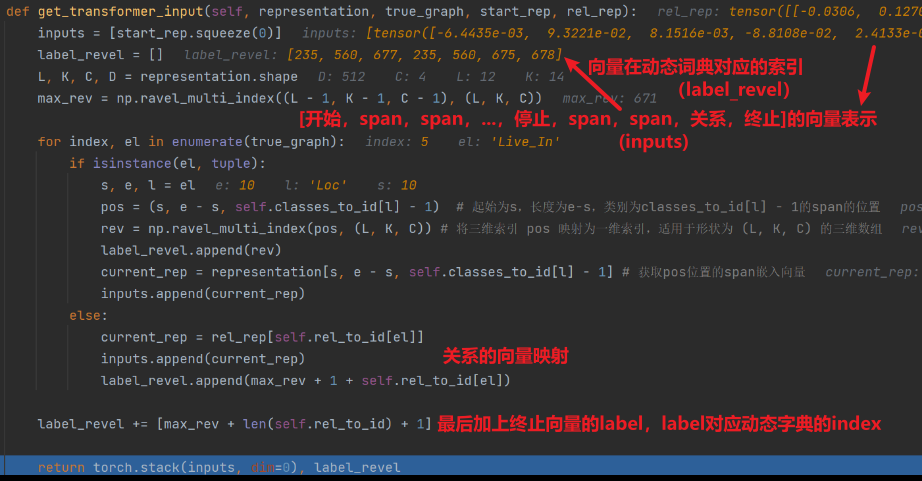 def get_transformer_input(self, representation, true_graph, start_rep, rel_rep): rel_rep: tensor([[-0.0306, 0.1270
inputs = [start_rep.squeeze(0)] inputs: [tensor([-6.4435e-03, 9.3221e-02, 8.1516e-03, -8.8108e-02, 2.4133e-0
label_revel = [] label_revel: [235, 560, 677, 235, 560, 675, 678]
向量在动态词典对应的索引
L, K, C, D = representation.shape D: 512 C: 4 L: 12 K: 14
(label_revel)
max_rev = np.ravel_multi_index((L - 1, K - 1, C - 1), (L, K, C)) max_rev: 671
[开始，span，span，...，停止，span，span，关系，终止]的向量表示
(inputs)
for index, el in enumerate(true_graph): index: 5 el: 'Live_In'
if isinstance(el, tuple):
s, e, l = el e: 10 l: 'Loc' s: 10
pos = (s, e - s, self.classes_to_id[l] - 1) # 起始为s，长度为e-s，类别为classes_to_id[l] - 1的span的位置 pos
rev = np.ravel_multi_index(pos, (L, K, C)) # 将三维索引 pos 映射为一维索引，适用于形状为 (L, K, C) 的三维数组 rev
label_revel.append(rev)
current_rep = representation[s, e - s, self.classes_to_id[l] - 1] # 获取pos位置的span嵌入向量 current_rep:
inputs.append(current_rep)
else:
current_rep = rel_rep[self.rel_to_id[el]]
inputs.append(current_rep)
关系的向量映射
label_revel.append(max_rev + 1 + self.rel_to_id[el])
label_revel += [max_rev + len(self.rel_to_id) + 1] 最后加上终止向量的label，label对应动态字典的index
return torch.stack(inputs, dim=0), label_revel